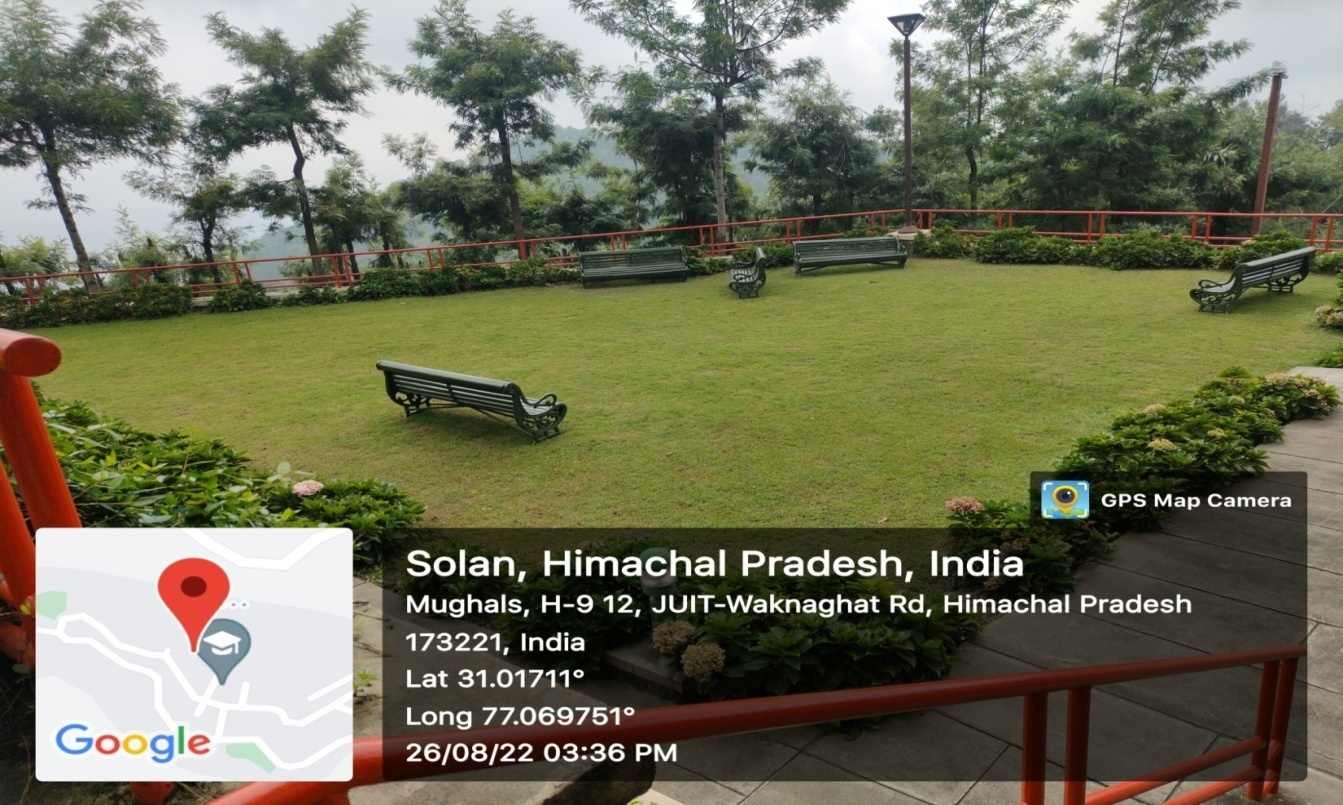 GPS Map Camera
Solan, Himachal Pradesh, India
Mughals, H-9 12, JUIT-Waknaghat Rd, Himachal Pradesh
173221, India
Lat 31.01711°
Long 77.069751°
26/08/22 03:36 PM
Google